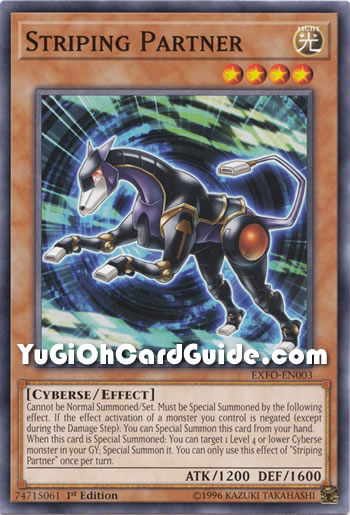 STRIPING PARTNER
LIGHT
光
YuGiOhCardGuide.com
EXFO-EN003
[CYBERSE/EFFECT]
Cannot be Normal Summoned/Set. Must be Special Summoned by the following
effect. If the effect activation of a monster you control is negated (except
during the Damage Step): You can Special Summon this card from your hand.
When this card is Special Summoned: You can target 1 Level 4 or lower Cyberse
monster in your GY; Special Summon it. You can only use this effect of "Striping
Partner" once per turn.
ATK/1200 DEF/1600
74715061 1st Edition ©1996 KAZUKI TAKAHASHI